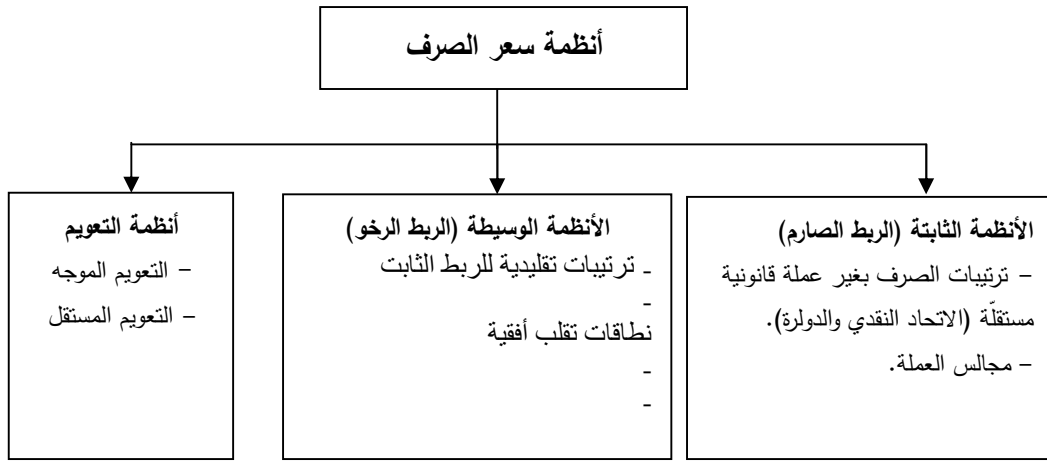 أنظمة سعر الصرف
الأنظمة الثابتة (الربط الصارم)
– ترتيبات الصرف بغير عملة قانونية
مستقلّة (الاتحاد النقدي والدولرة).
– مجالس العملة.
الأنظمة الوسيطة (الربط الرخو)
- ترتيبات تقليدية للربط الثابت
-
نطاقات تقلب أفقية
-
-
أنظمة التعويم
– التعويم الموجه
– التعويم المستقل